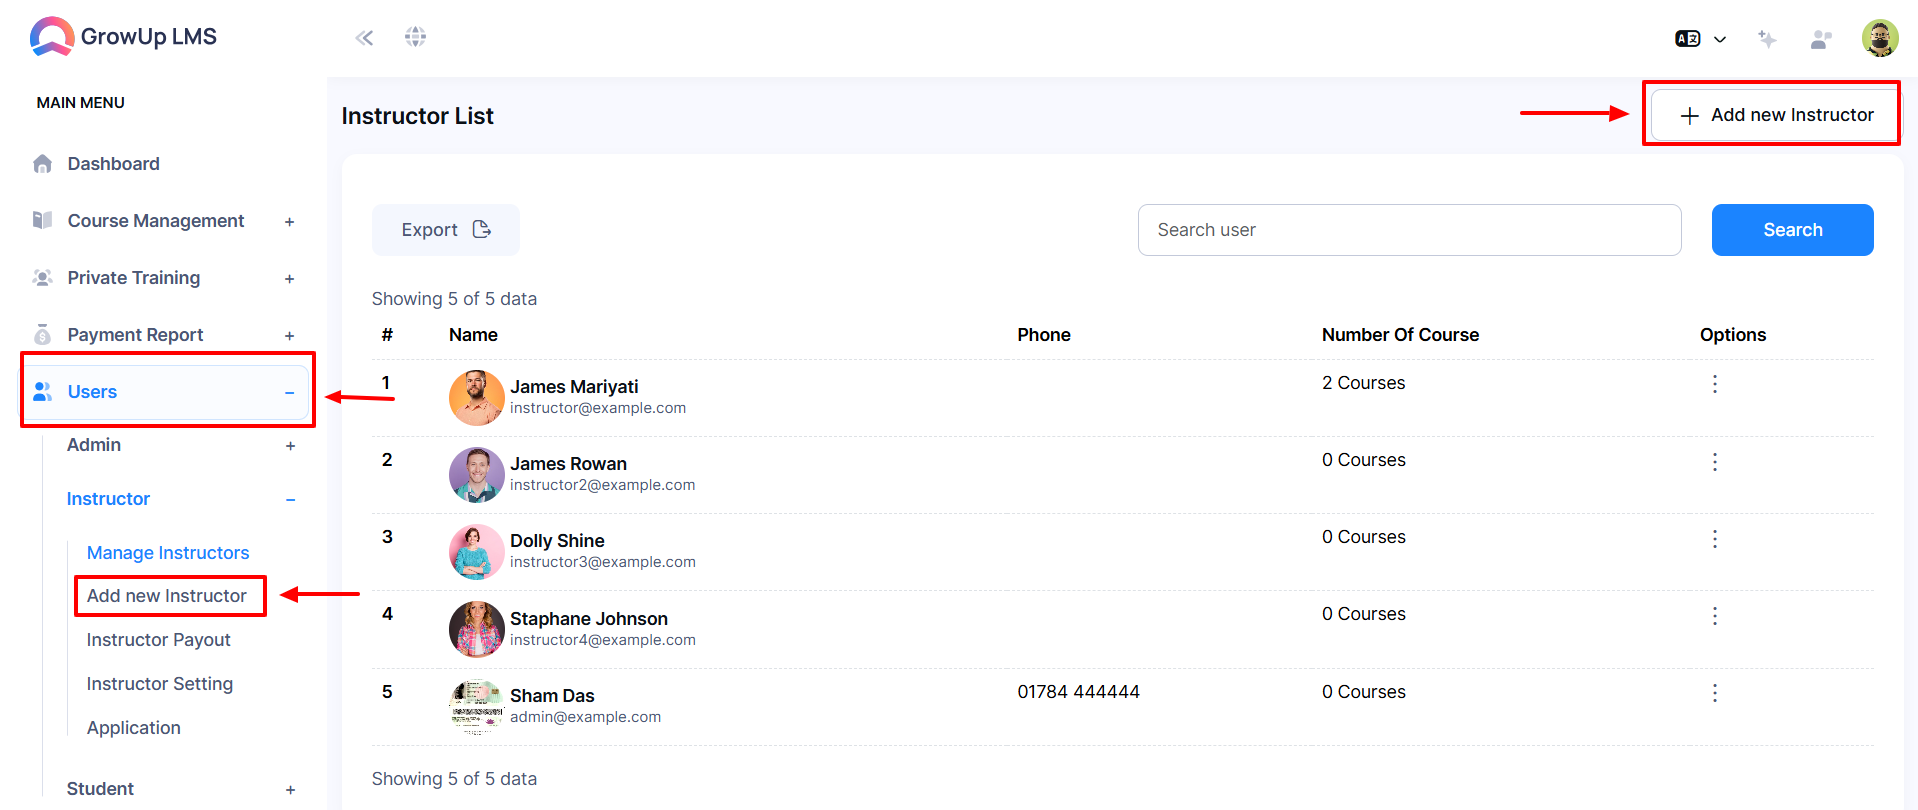 GrowUp LMS
MAIN MENU
Dashboard
Course Management +
Private Training +
Payment Report +
Users −
Admin +
Instructor −
Manage Instructors
Add new Instructor
Instructor Payout
Instructor Setting
Application
Student +
Instructor List
+ Add new Instructor
Export
Search user
Search
Showing 5 of 5 data
# Name Phone Number Of Course Options
1 James Mariyati 2 Courses
instructor@example.com
2 James Rowan 0 Courses
instructor2@example.com
3 Dolly Shine 0 Courses
instructor3@example.com
4 Staphane Johnson 0 Courses
instructor4@example.com
5 Sham Das 01784 444444 0 Courses
admin@example.com
Showing 5 of 5 data